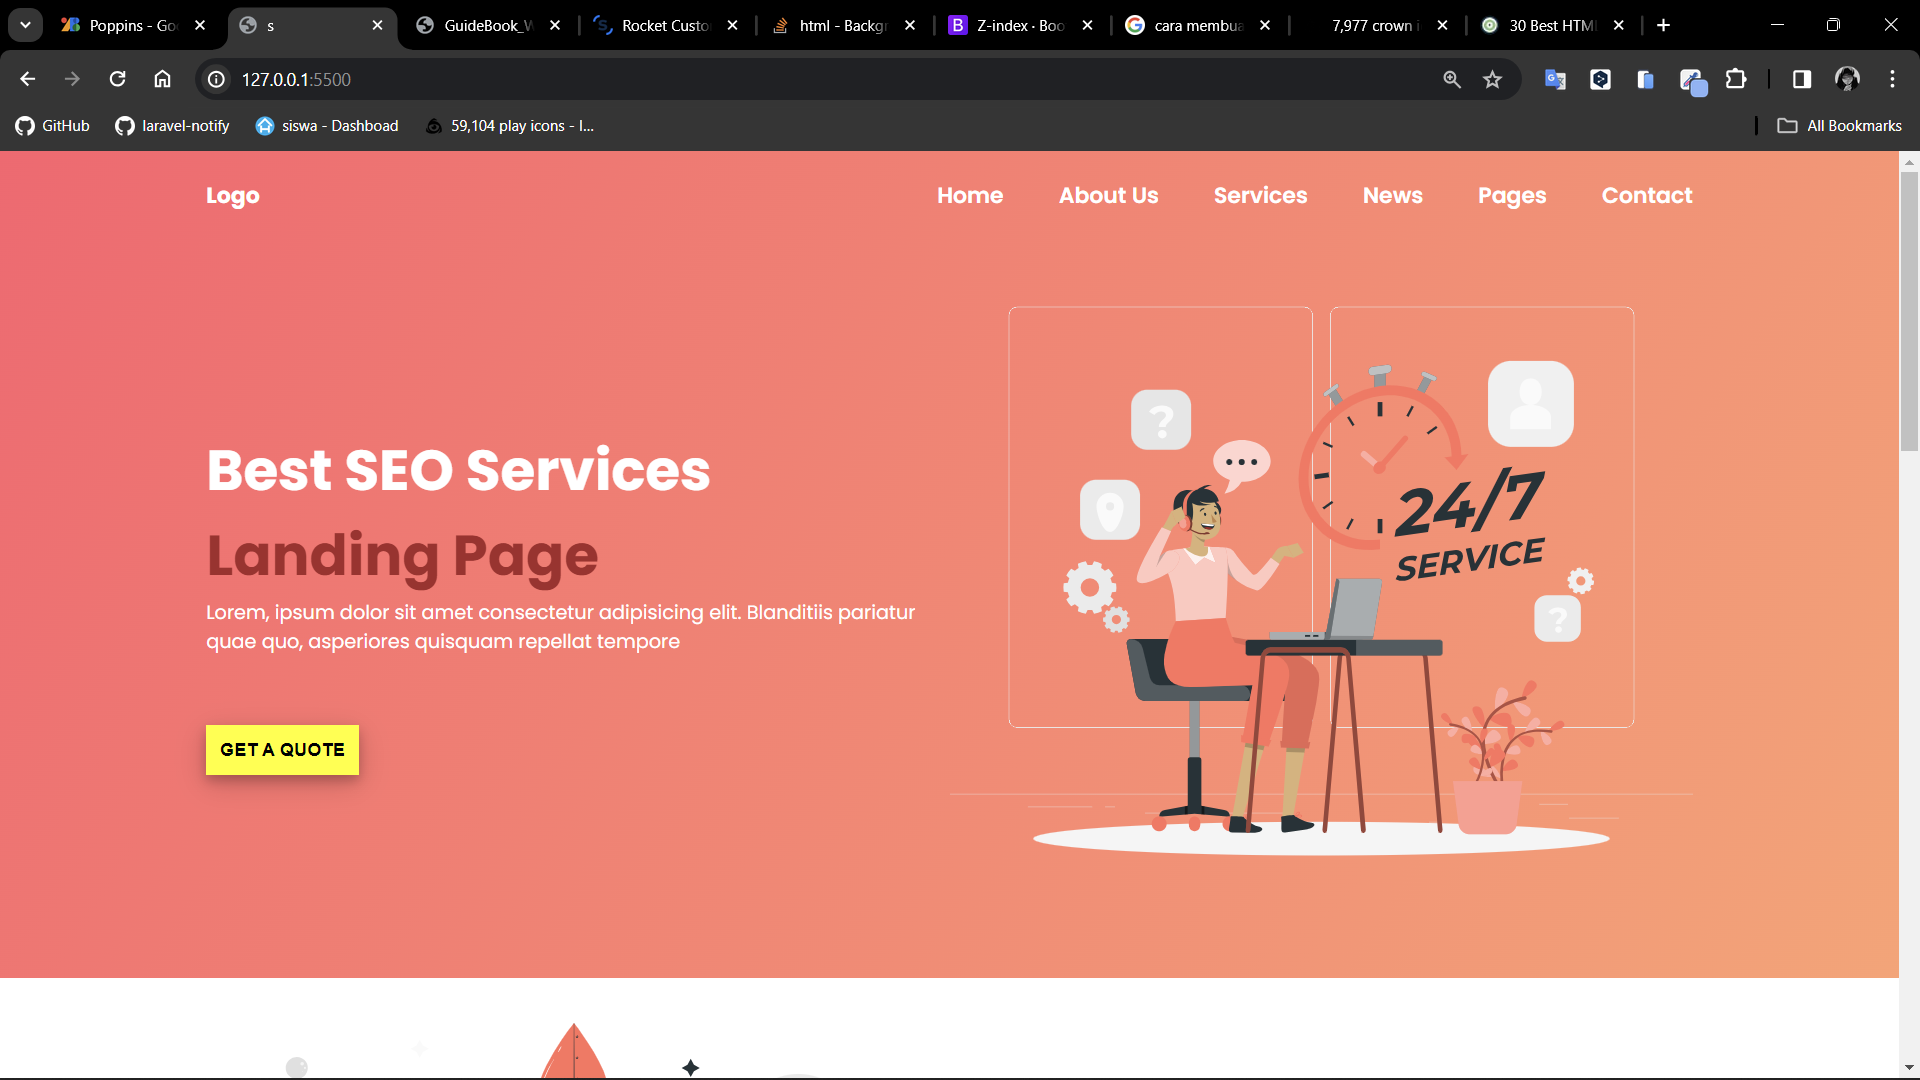 Poppins - Go
s
GuideBook_W
Rocket Custo
html - Backgr
Z-index · Boo
cara membua
7,977 crown i
30 Best HTM
127.0.0.1:5500
GitHub
laravel-notify
siswa - Dashboad
59,104 play icons - I...
All Bookmarks
Logo
Home
About Us
Services
News
Pages
Contact
Best SEO Services
Landing Page
Lorem, ipsum dolor sit amet consectetur adipisicing elit. Blanditiis pariatur
quae quo, asperiores quisquam repellat tempore
GET A QUOTE
?
24/7
SERVICE
?